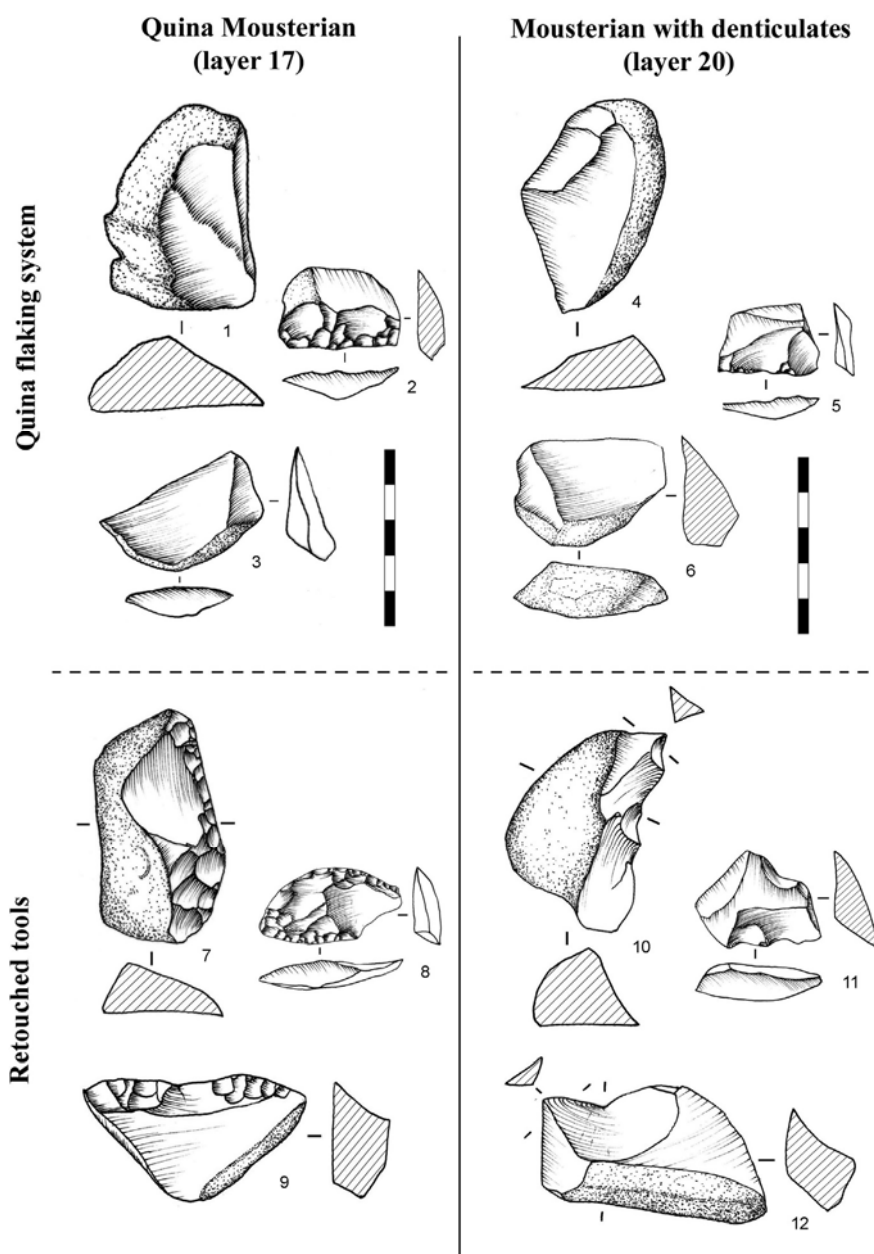 Quina Mousterian
(layer 17)
Mousterian with denticulates
(layer 20)
Quina flaking system
1
2
3
4
5
6
Retouched tools
7
8
9
10
11
12